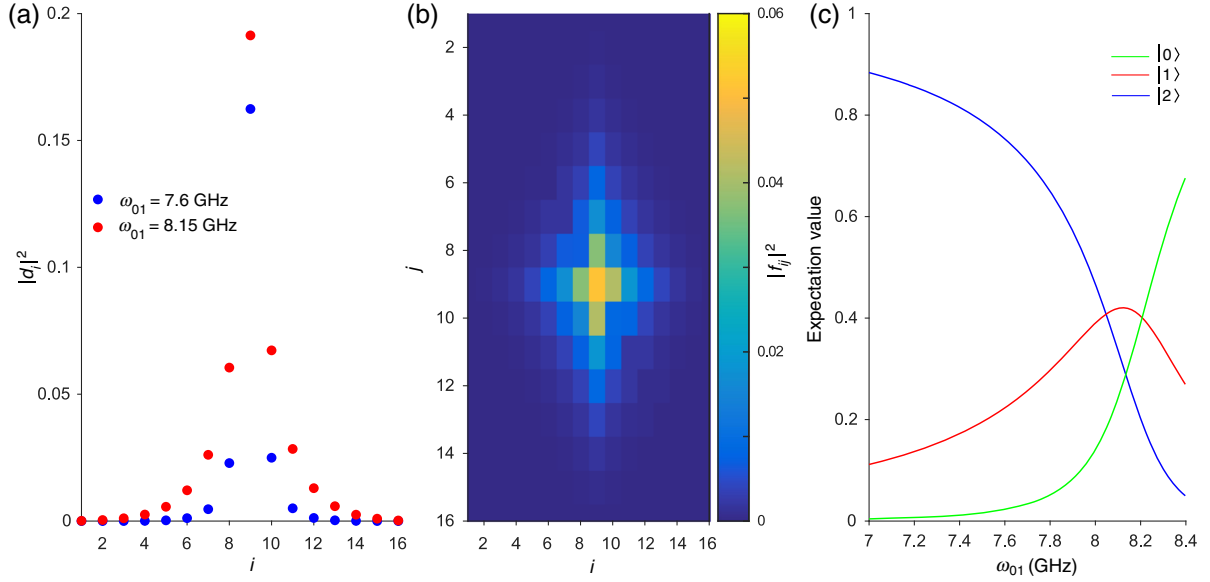 (a)
0.2
0.15
0.1
0.05
0
|dᵢ|²
ω₀₁ = 7.6 GHz
ω₀₁ = 8.15 GHz
2 4 6 8 10 12 14 16
i
(b)
2
4
6
8
10
12
14
16
j
2 4 6 8 10 12 14 16
i
0.06
0.04
0.02
0
|fᵢⱼ|²
(c)
1
0.8
0.6
0.4
0.2
0
Expectation value
|0⟩
|1⟩
|2⟩
7 7.2 7.4 7.6 7.8 8 8.2 8.4
ω₀₁ (GHz)